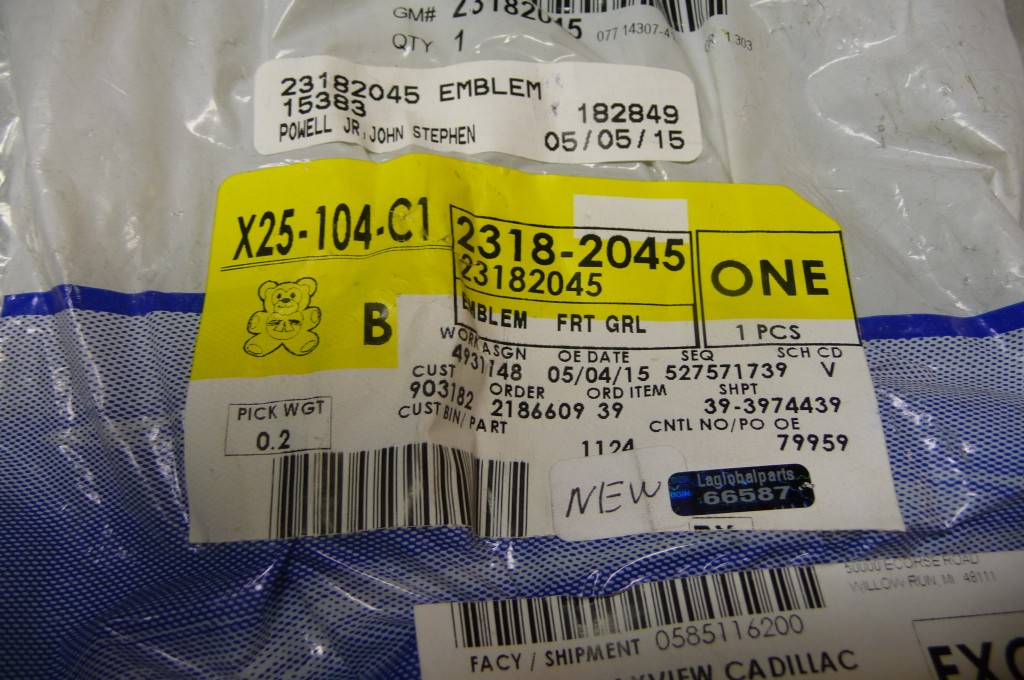 GM# 23182045
077 14307-4
303
QTY 1
23182045 EMBLEM
15383
182849
POWELL JR, JOHN STEPHEN
05/05/15
X25-104-C1
2318-2045
23182045
ONE
B
EMBLEM FRT GRL
1 PCS
WORK ASGN OE DATE SEQ SCH CD
4931148 05/04/15 527571739 V
CUST ORDER ORD ITEM SHPT
903182 2186609 39 39-3974439
CUST BIN/PART CNTL NO/PO OE
PICK WGT
0.2
1124 79959
NEW
Laglobalparts
66587
50000 ECORSE ROAD
WILLOW RUN, MI 48111
0585116200
FACY / SHIPMENT
VIEW CADILLAC